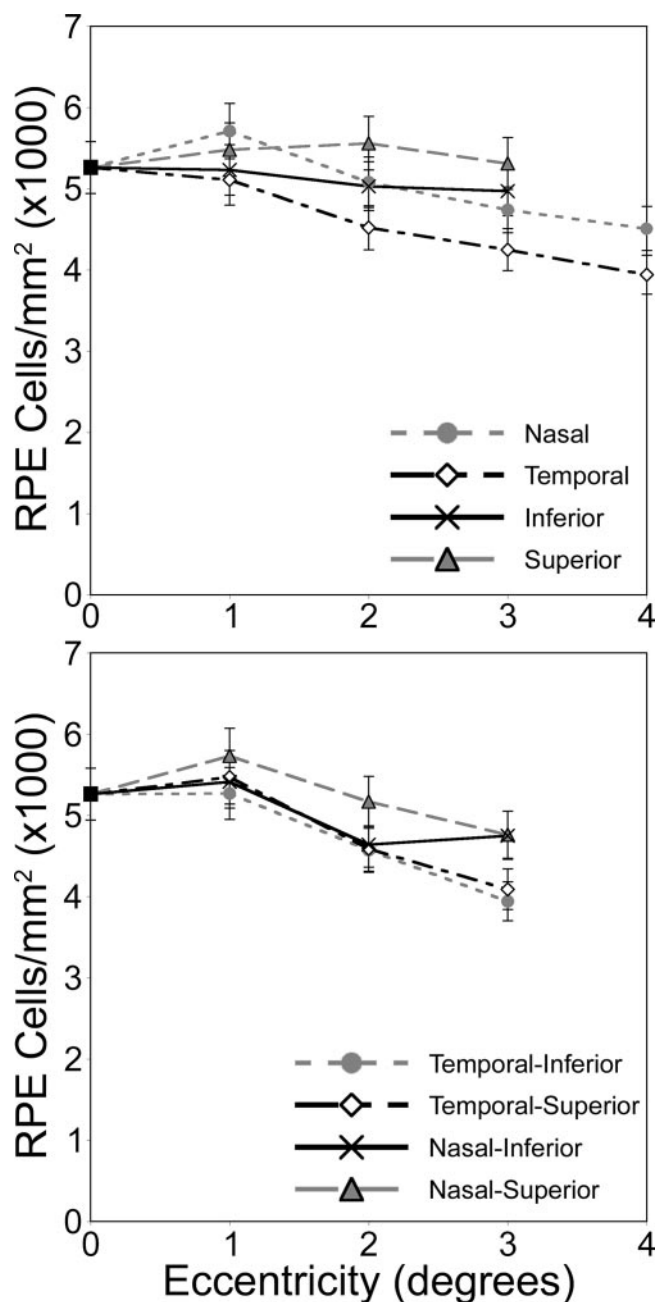 7
6
5
4
3
2
1
0
RPE Cells/mm² (x1000)
Nasal
Temporal
Inferior
Superior
0 1 2 3 4
7
6
5
4
3
2
1
0
RPE Cells/mm² (x1000)
Temporal-Inferior
Temporal-Superior
Nasal-Inferior
Nasal-Superior
0 1 2 3 4
Eccentricity (degrees)